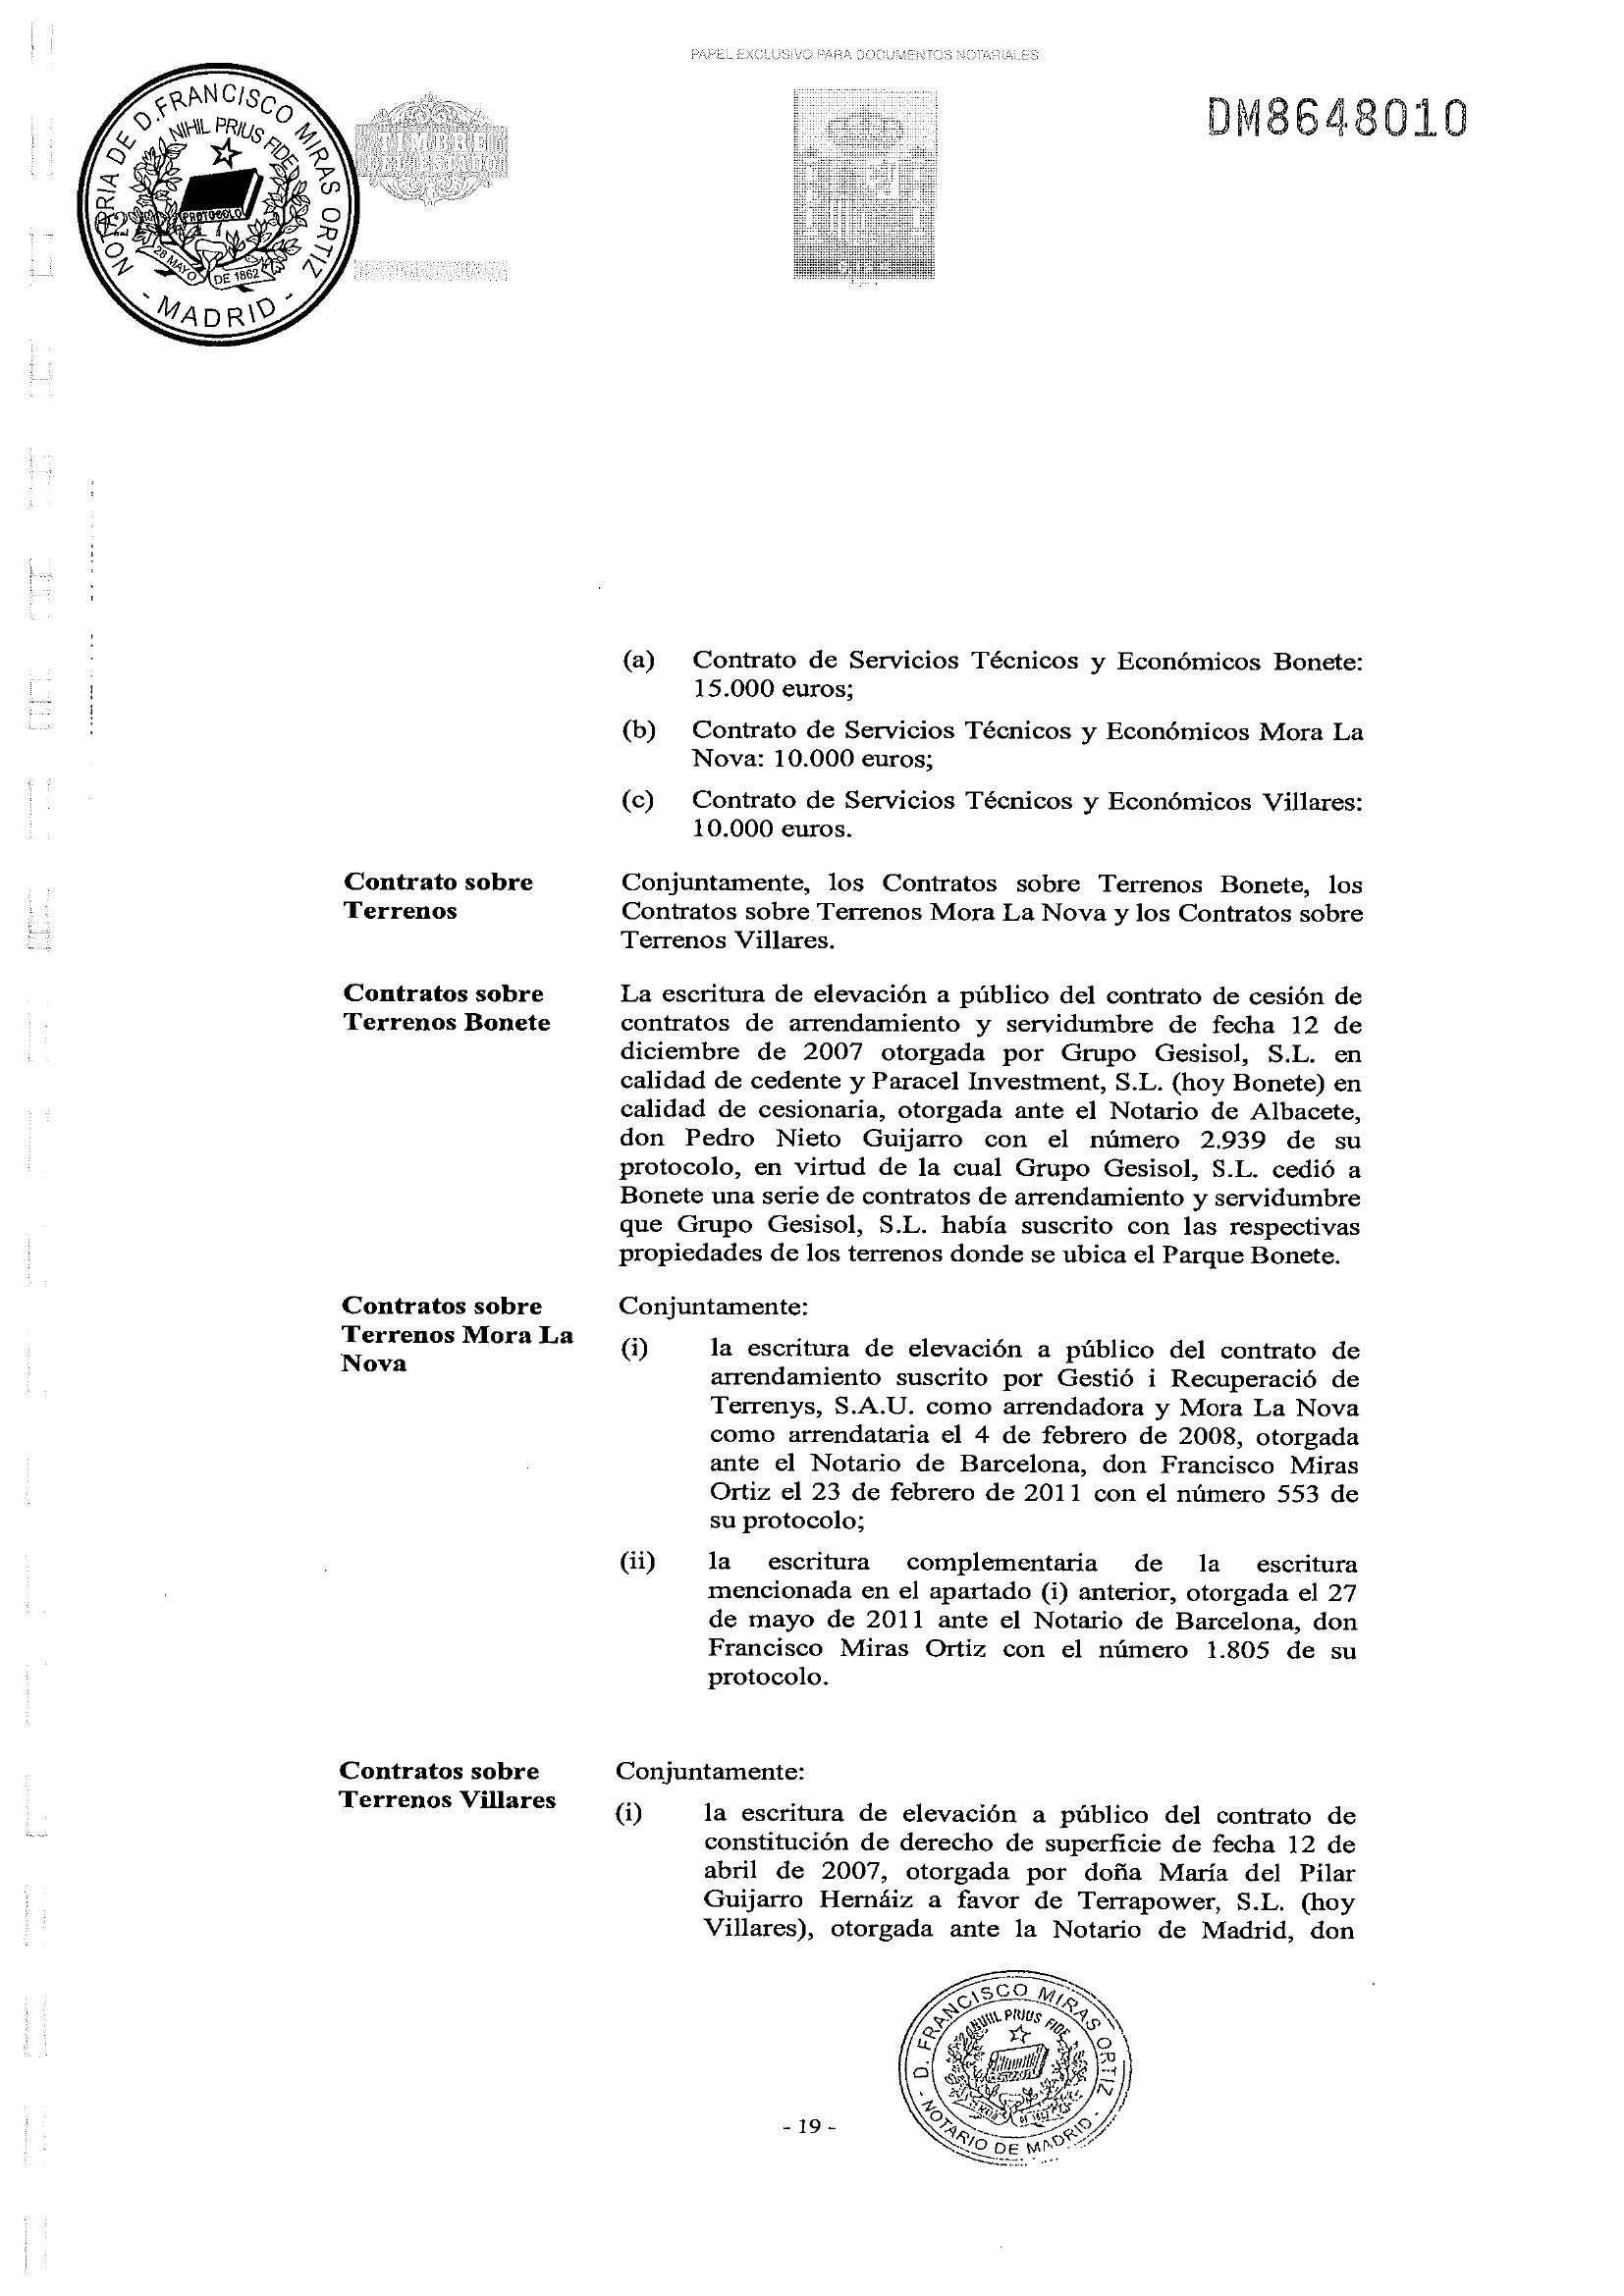 PAPEL EXCLUSIVO PARA DOCUMENTOS NOTARIALES
NOTARIA DE D.FRANCISCO MIRAS ORTIZ
NIHIL PRIUS FIDE
PROTOCOLO
28 MAYO DE 1862
- MADRID -
TIMBRE
DEL ESTADO
DM8648010
(a) Contrato de Servicios Técnicos y Económicos Bonete:
15.000 euros;
(b) Contrato de Servicios Técnicos y Económicos Mora La
Nova: 10.000 euros;
(c) Contrato de Servicios Técnicos y Económicos Villares:
10.000 euros.
Contrato sobre
Terrenos
Conjuntamente, los Contratos sobre Terrenos Bonete, los
Contratos sobre Terrenos Mora La Nova y los Contratos sobre
Terrenos Villares.
Contratos sobre
Terrenos Bonete
La escritura de elevación a público del contrato de cesión de
contratos de arrendamiento y servidumbre de fecha 12 de
diciembre de 2007 otorgada por Grupo Gesisol, S.L. en
calidad de cedente y Paracel Investment, S.L. (hoy Bonete) en
calidad de cesionaria, otorgada ante el Notario de Albacete,
don Pedro Nieto Guijarro con el número 2.939 de su
protocolo, en virtud de la cual Grupo Gesisol, S.L. cedió a
Bonete una serie de contratos de arrendamiento y servidumbre
que Grupo Gesisol, S.L. había suscrito con las respectivas
propiedades de los terrenos donde se ubica el Parque Bonete.
Contratos sobre
Terrenos Mora La
Nova
Conjuntamente:
(i) la escritura de elevación a público del contrato de
arrendamiento suscrito por Gestió i Recuperació de
Terrenys, S.A.U. como arrendadora y Mora La Nova
como arrendataria el 4 de febrero de 2008, otorgada
ante el Notario de Barcelona, don Francisco Miras
Ortiz el 23 de febrero de 2011 con el número 553 de
su protocolo;
(ii) la escritura complementaria de la escritura
mencionada en el apartado (i) anterior, otorgada el 27
de mayo de 2011 ante el Notario de Barcelona, don
Francisco Miras Ortiz con el número 1.805 de su
protocolo.
Contratos sobre
Terrenos Villares
Conjuntamente:
(i) la escritura de elevación a público del contrato de
constitución de derecho de superficie de fecha 12 de
abril de 2007, otorgada por doña María del Pilar
Guijarro Hernáiz a favor de Terrapower, S.L. (hoy
Villares), otorgada ante la Notario de Madrid, don
D. FRANCISCO MIRAS ORTIZ
NIHIL PRIUS FIDE
- NOTARIO DE MADRID -
- 19 -